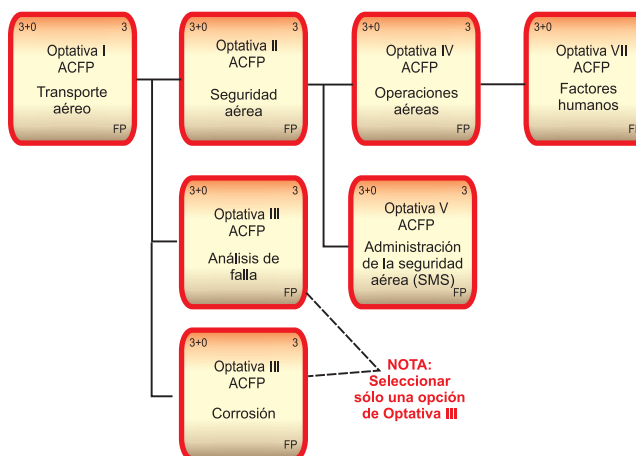 3+0 3
Optativa I
ACFP
Transporte
aéreo
FP
3+0 3
Optativa II
ACFP
Seguridad
aérea
FP
3+0 3
Optativa IV
ACFP
Operaciones
aéreas
FP
3+0 3
Optativa VII
ACFP
Factores
humanos
FP
3+0 3
Optativa III
ACFP
Análisis de
falla
FP
3+0 3
Optativa V
ACFP
Administración
de la seguridad
aérea (SMS)
FP
3+0 3
Optativa III
ACFP
Corrosión
FP
NOTA:
Seleccionar
sólo una opción
de Optativa III